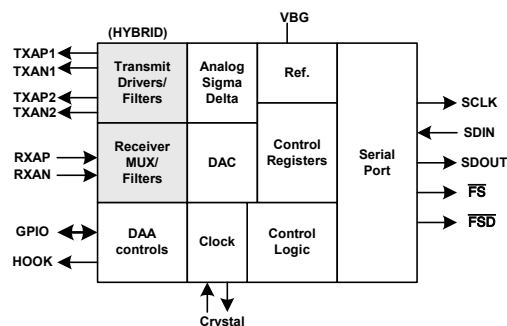 VBG
(HYBRID)
TXAP1
TXAN1
TXAP2
TXAN2
Transmit
Drivers/
Filters
Analog
Sigma
Delta
Ref.
RXAP
RXAN
Receiver
MUX/
Filters
DAC
Control
Registers
Serial
Port
SCLK
SDIN
SDOUT
FS
FSD
GPIO
HOOK
DAA
controls
Clock
Control
Logic
Crystal